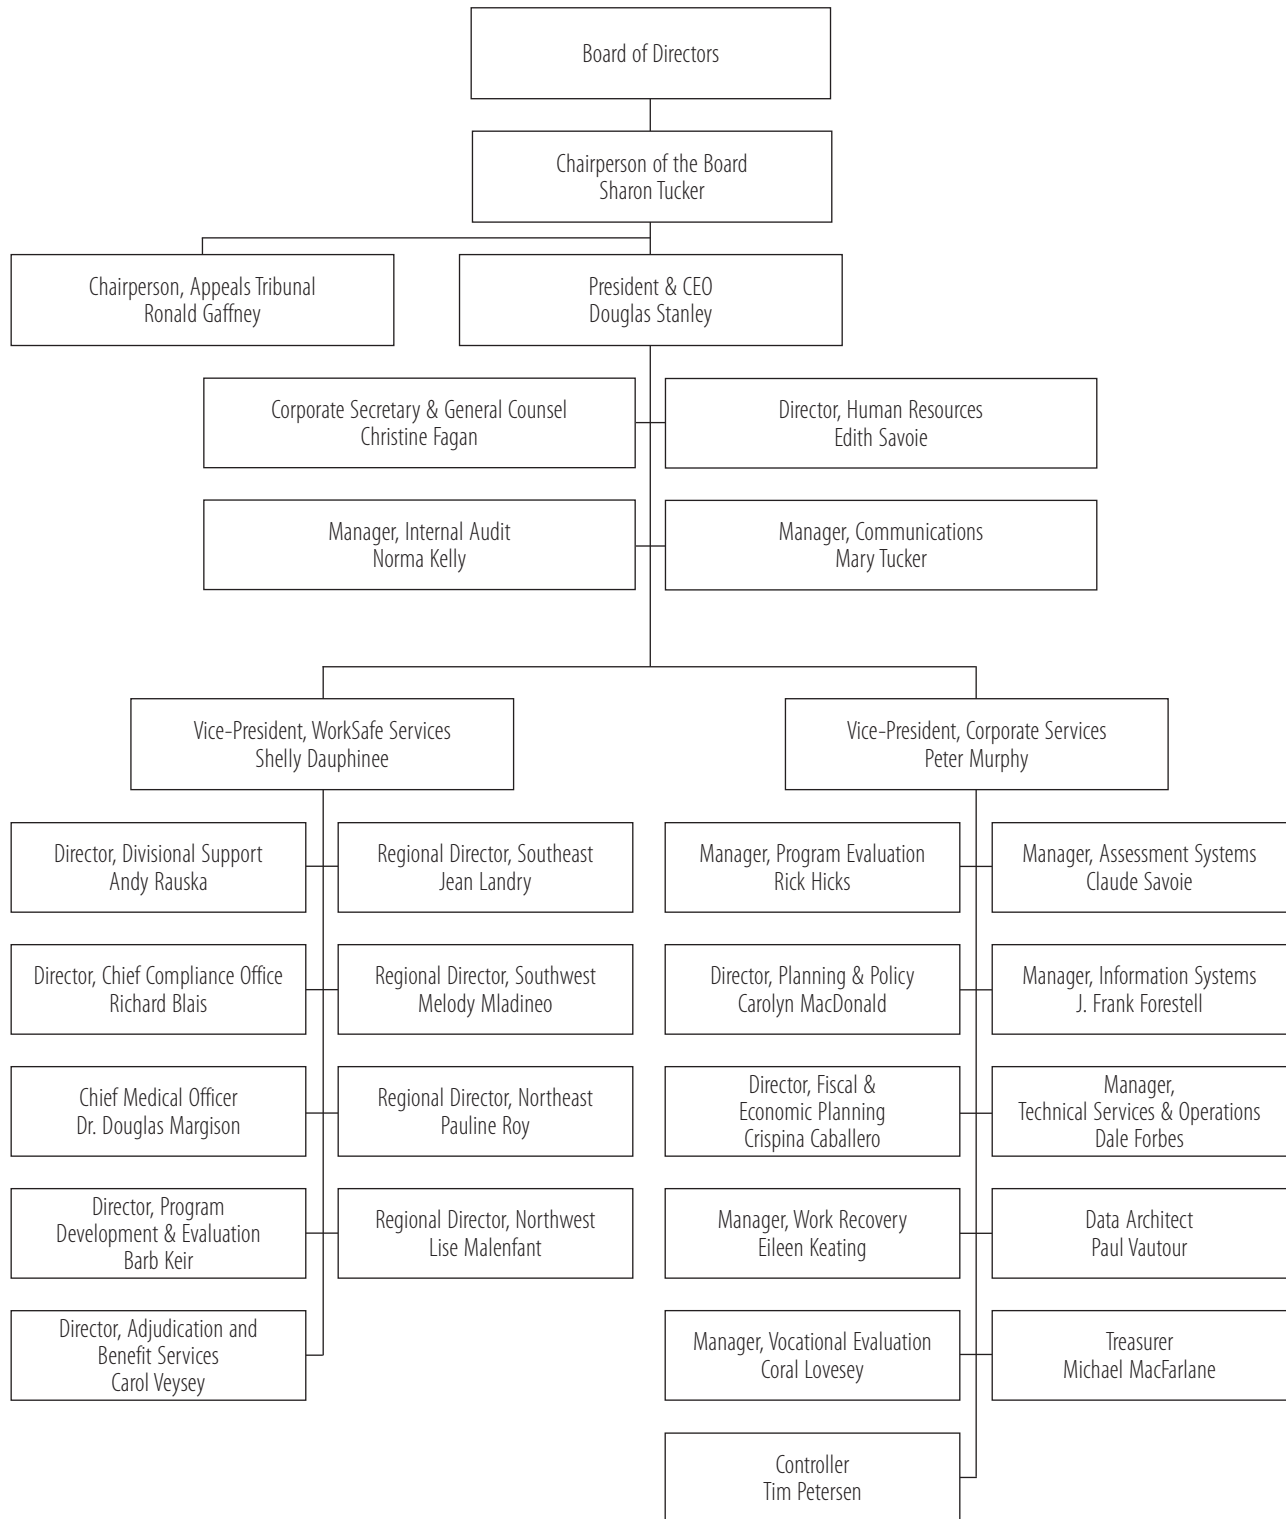 Board of Directors
Chairperson of the Board
Sharon Tucker
Chairperson, Appeals Tribunal
Ronald Gaffney
President & CEO
Douglas Stanley
Corporate Secretary & General Counsel
Christine Fagan
Director, Human Resources
Edith Savoie
Manager, Internal Audit
Norma Kelly
Manager, Communications
Mary Tucker
Vice-President, WorkSafe Services
Shelly Dauphinee
Vice-President, Corporate Services
Peter Murphy
Director, Divisional Support
Andy Rauska
Regional Director, Southeast
Jean Landry
Manager, Program Evaluation
Rick Hicks
Manager, Assessment Systems
Claude Savoie
Director, Chief Compliance Office
Richard Blais
Regional Director, Southwest
Melody Mladineo
Director, Planning & Policy
Carolyn MacDonald
Manager, Information Systems
J. Frank Forestell
Chief Medical Officer
Dr. Douglas Margison
Regional Director, Northeast
Pauline Roy
Director, Fiscal &
Economic Planning
Crispina Caballero
Manager,
Technical Services & Operations
Dale Forbes
Director, Program
Development & Evaluation
Barb Keir
Regional Director, Northwest
Lise Malenfant
Manager, Work Recovery
Eileen Keating
Data Architect
Paul Vautour
Director, Adjudication and
Benefit Services
Carol Veysey
Manager, Vocational Evaluation
Coral Lovesey
Treasurer
Michael MacFarlane
Controller
Tim Petersen